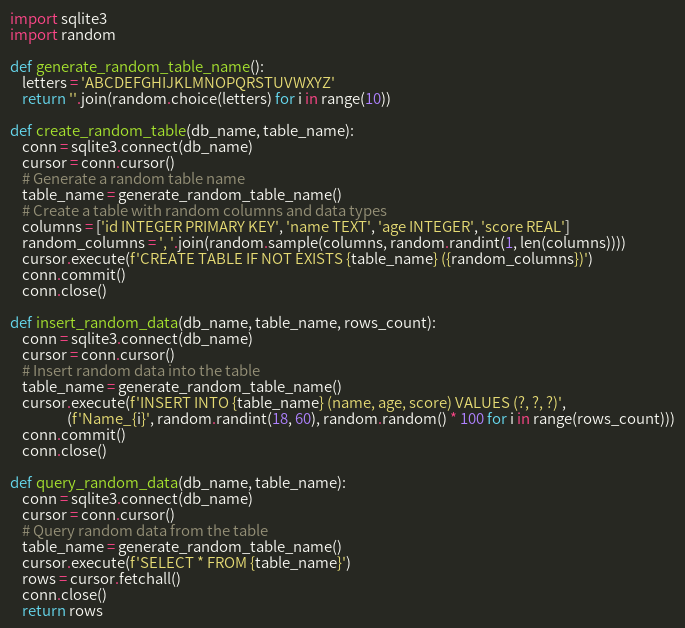 import sqlite3
import random

def generate_random_table_name():
    letters = 'ABCDEFGHIJKLMNOPQRSTUVWXYZ'
    return ''.join(random.choice(letters) for i in range(10))

def create_random_table(db_name, table_name):
    conn = sqlite3.connect(db_name)
    cursor = conn.cursor()
    # Generate a random table name
    table_name = generate_random_table_name()
    # Create a table with random columns and data types
    columns = ['id INTEGER PRIMARY KEY', 'name TEXT', 'age INTEGER', 'score REAL']
    random_columns = ', '.join(random.sample(columns, random.randint(1, len(columns))))
    cursor.execute(f'CREATE TABLE IF NOT EXISTS {table_name} ({random_columns})')
    conn.commit()
    conn.close()

def insert_random_data(db_name, table_name, rows_count):
    conn = sqlite3.connect(db_name)
    cursor = conn.cursor()
    # Insert random data into the table
    table_name = generate_random_table_name()
    cursor.execute(f'INSERT INTO {table_name} (name, age, score) VALUES (?, ?, ?)',
                   (f'Name_{i}', random.randint(18, 60), random.random() * 100 for i in range(rows_count)))
    conn.commit()
    conn.close()

def query_random_data(db_name, table_name):
    conn = sqlite3.connect(db_name)
    cursor = conn.cursor()
    # Query random data from the table
    table_name = generate_random_table_name()
    cursor.execute(f'SELECT * FROM {table_name}')
    rows = cursor.fetchall()
    conn.close()
    return rows